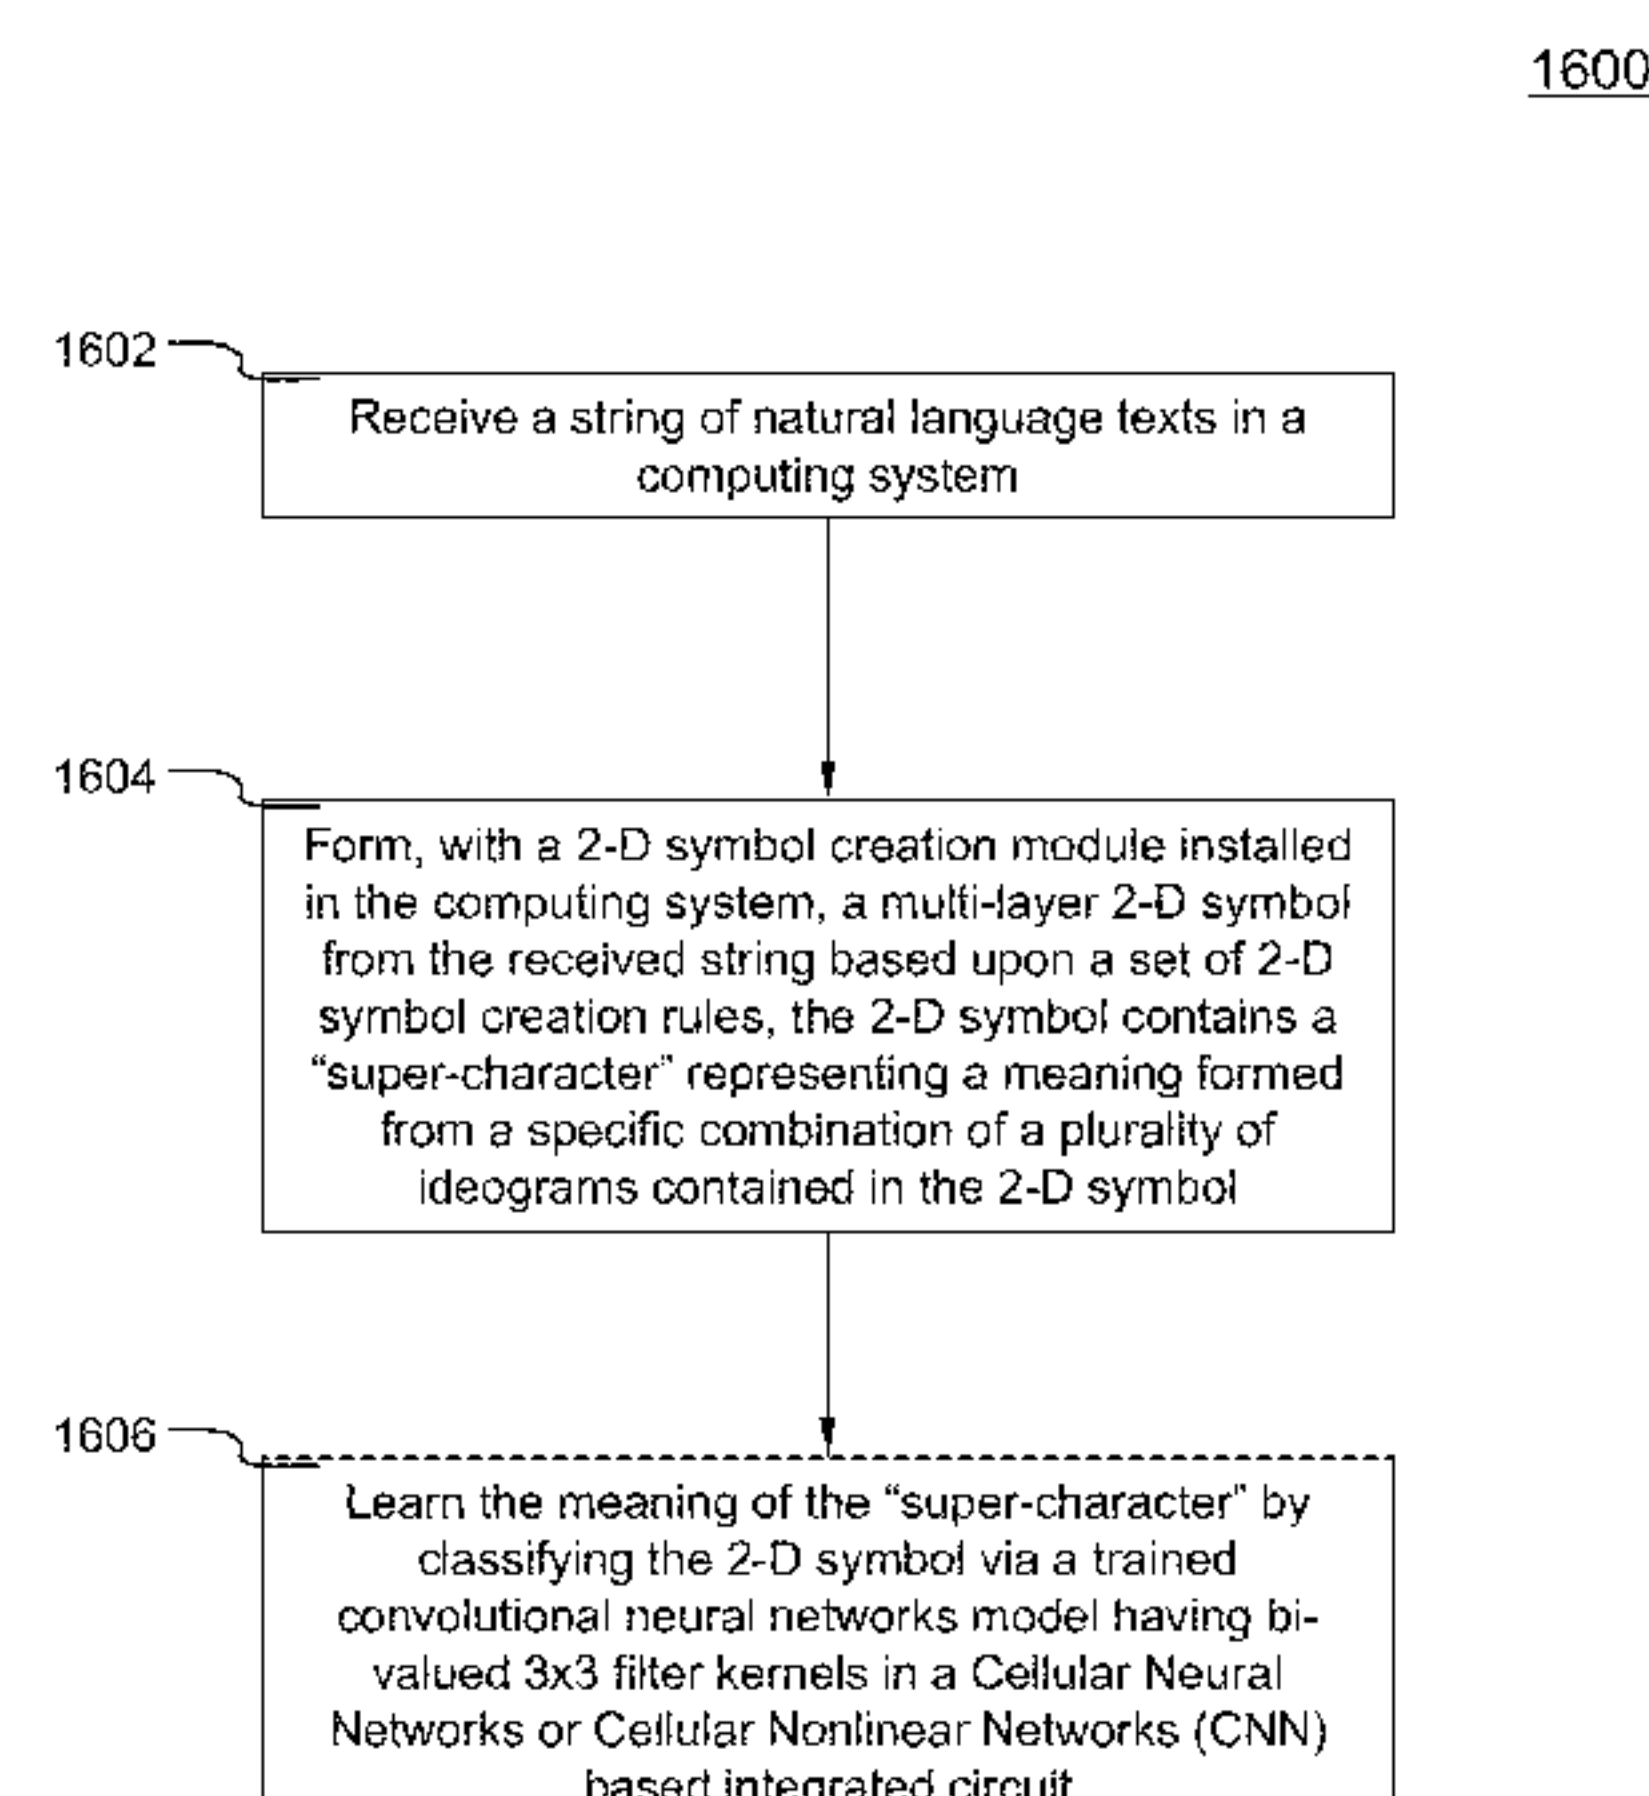 1600
1602
Receive a string of natural language texts in a
computing system
1604
Form, with a 2-D symbol creation module installed
in the computing system, a multi-layer 2-D symbol
from the received string based upon a set of 2-D
symbol creation rules, the 2-D symbol contains a
“super-character” representing a meaning formed
from a specific combination of a plurality of
ideograms contained in the 2-D symbol
1606
Learn the meaning of the “super-character” by
classifying the 2-D symbol via a trained
convolutional neural networks model having bi-
valued 3x3 filter kernels in a Cellular Neural
Networks or Cellular Nonlinear Networks (CNN)
based integrated circuit